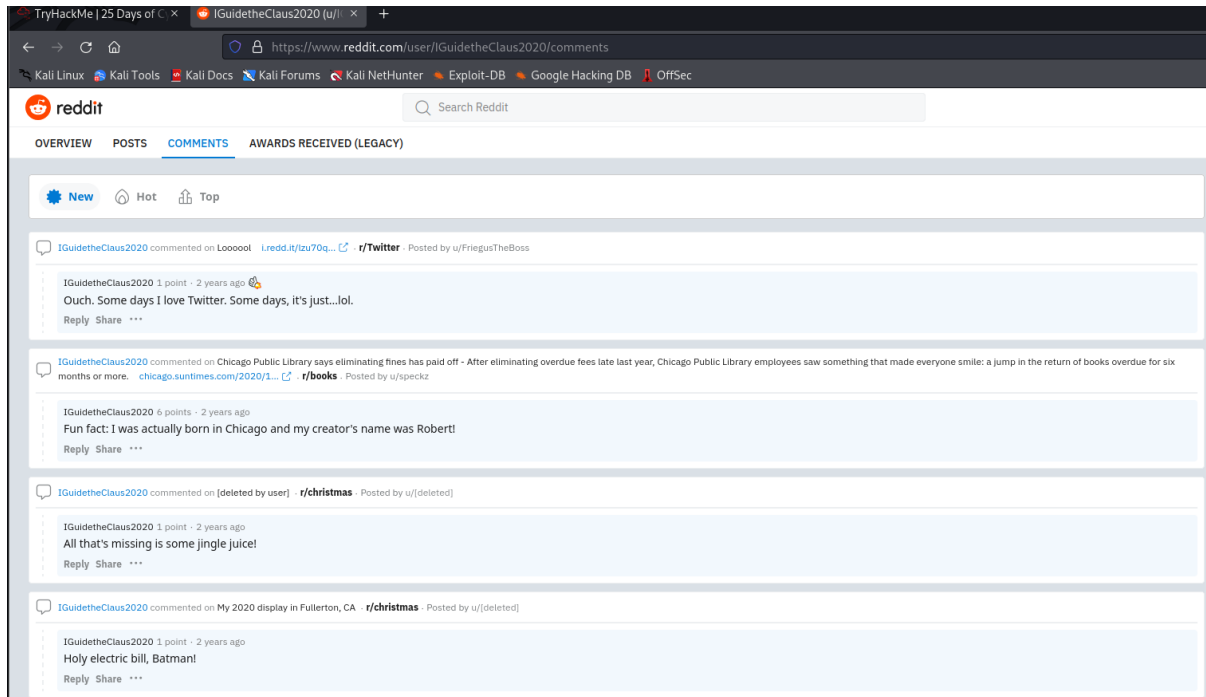 TryHackMe | 25 Days of Cy
IGuidetheClaus2020 (u/I
https://www.reddit.com/user/IGuidetheClaus2020/comments
Kali Linux Kali Tools Kali Docs Kali Forums Kali NetHunter Exploit-DB Google Hacking DB OffSec
reddit Search Reddit
OVERVIEW POSTS COMMENTS AWARDS RECEIVED (LEGACY)
New Hot Top
IGuidetheClaus2020 commented on Loooool i.redd.it/lzu70q... · r/Twitter · Posted by u/FriegusTheBoss
IGuidetheClaus2020 1 point · 2 years ago
Ouch. Some days I love Twitter. Some days, it's just...lol.
Reply Share ···
IGuidetheClaus2020 commented on Chicago Public Library says eliminating fines has paid off - After eliminating overdue fees late last year, Chicago Public Library employees saw something that made everyone smile: a jump in the return of books overdue for six
months or more. chicago.suntimes.com/2020/1... · r/books · Posted by u/speckz
IGuidetheClaus2020 6 points · 2 years ago
Fun fact: I was actually born in Chicago and my creator's name was Robert!
Reply Share ···
IGuidetheClaus2020 commented on [deleted by user] · r/christmas · Posted by u/[deleted]
IGuidetheClaus2020 1 point · 2 years ago
All that's missing is some jingle juice!
Reply Share ···
IGuidetheClaus2020 commented on My 2020 display in Fullerton, CA · r/christmas · Posted by u/[deleted]
IGuidetheClaus2020 1 point · 2 years ago
Holy electric bill, Batman!
Reply Share ···